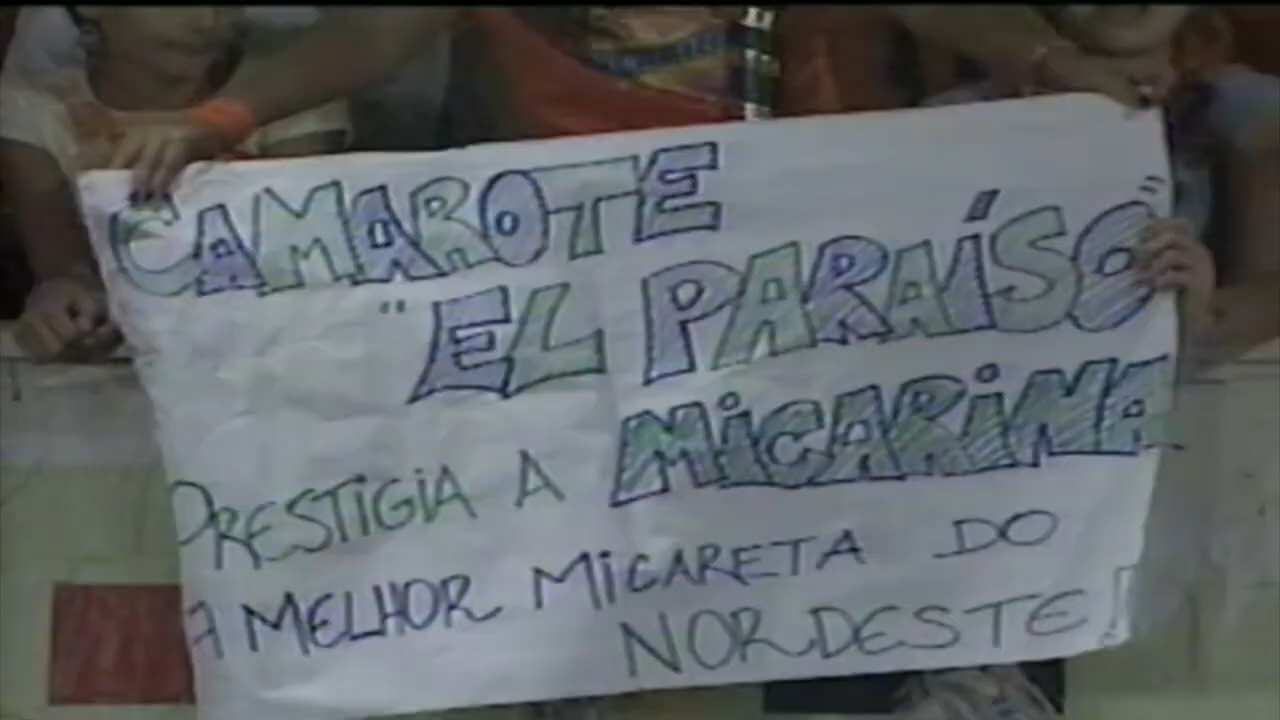 CAMAROTE
"EL PARAÍSO"
PRESTIGIA A MICARINA
A MELHOR MICARETA DO
NORDESTE!